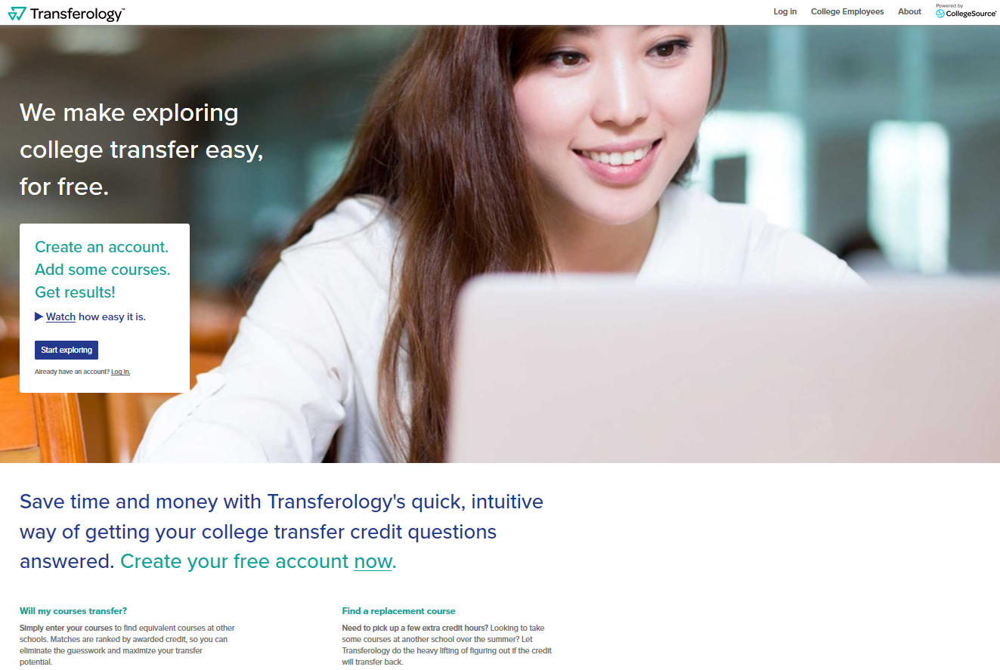 Transferology™
Log in College Employees About
Powered by
CollegeSource®
We make exploring
college transfer easy,
for free.
Create an account.
Add some courses.
Get results!
Watch how easy it is.
Start exploring
Already have an account? Log In.
Save time and money with Transferology's quick, intuitive
way of getting your college transfer credit questions
answered. Create your free account now.
Will my courses transfer?
Simply enter your courses to find equivalent courses at other
schools. Matches are ranked by awarded credit, so you can
eliminate the guesswork and maximize your transfer
potential.
Find a replacement course
Need to pick up a few extra credit hours? Looking to take
some courses at another school over the summer? Let
Transferology do the heavy lifting of figuring out if the credit
will transfer back.